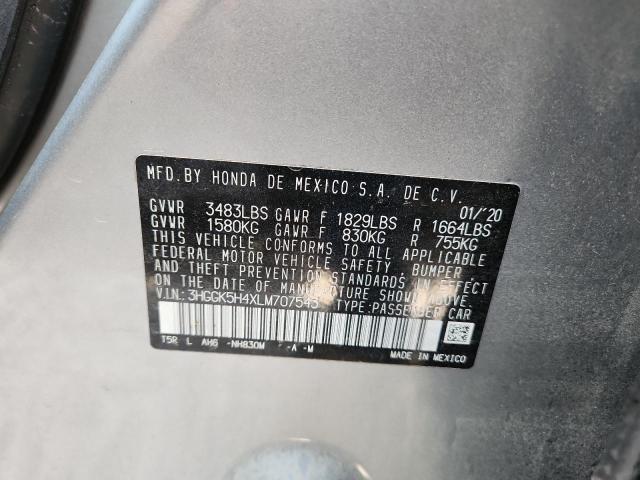 MFD.BY HONDA DE MEXICO S.A. DE C.V.
01/'20
GVWR 3483LBS GAWR F 1829LBS R 1664LBS
GVWR 1580KG GAWR F 830KG R 755KG
THIS VEHICLE CONFORMS TO ALL APPLICABLE
FEDERAL MOTOR VEHICLE SAFETY, BUMPER
AND THEFT PREVENTION STANDARDS IN EFFECT
ON THE DATE OF MANUFACTURE SHOWN ABOVE.
V.I.N: 3HGGK5H4XLM707543 TYPE:PASSENGER CAR
T5R L AH6 -NH830M -A -M
MADE IN MEXICO